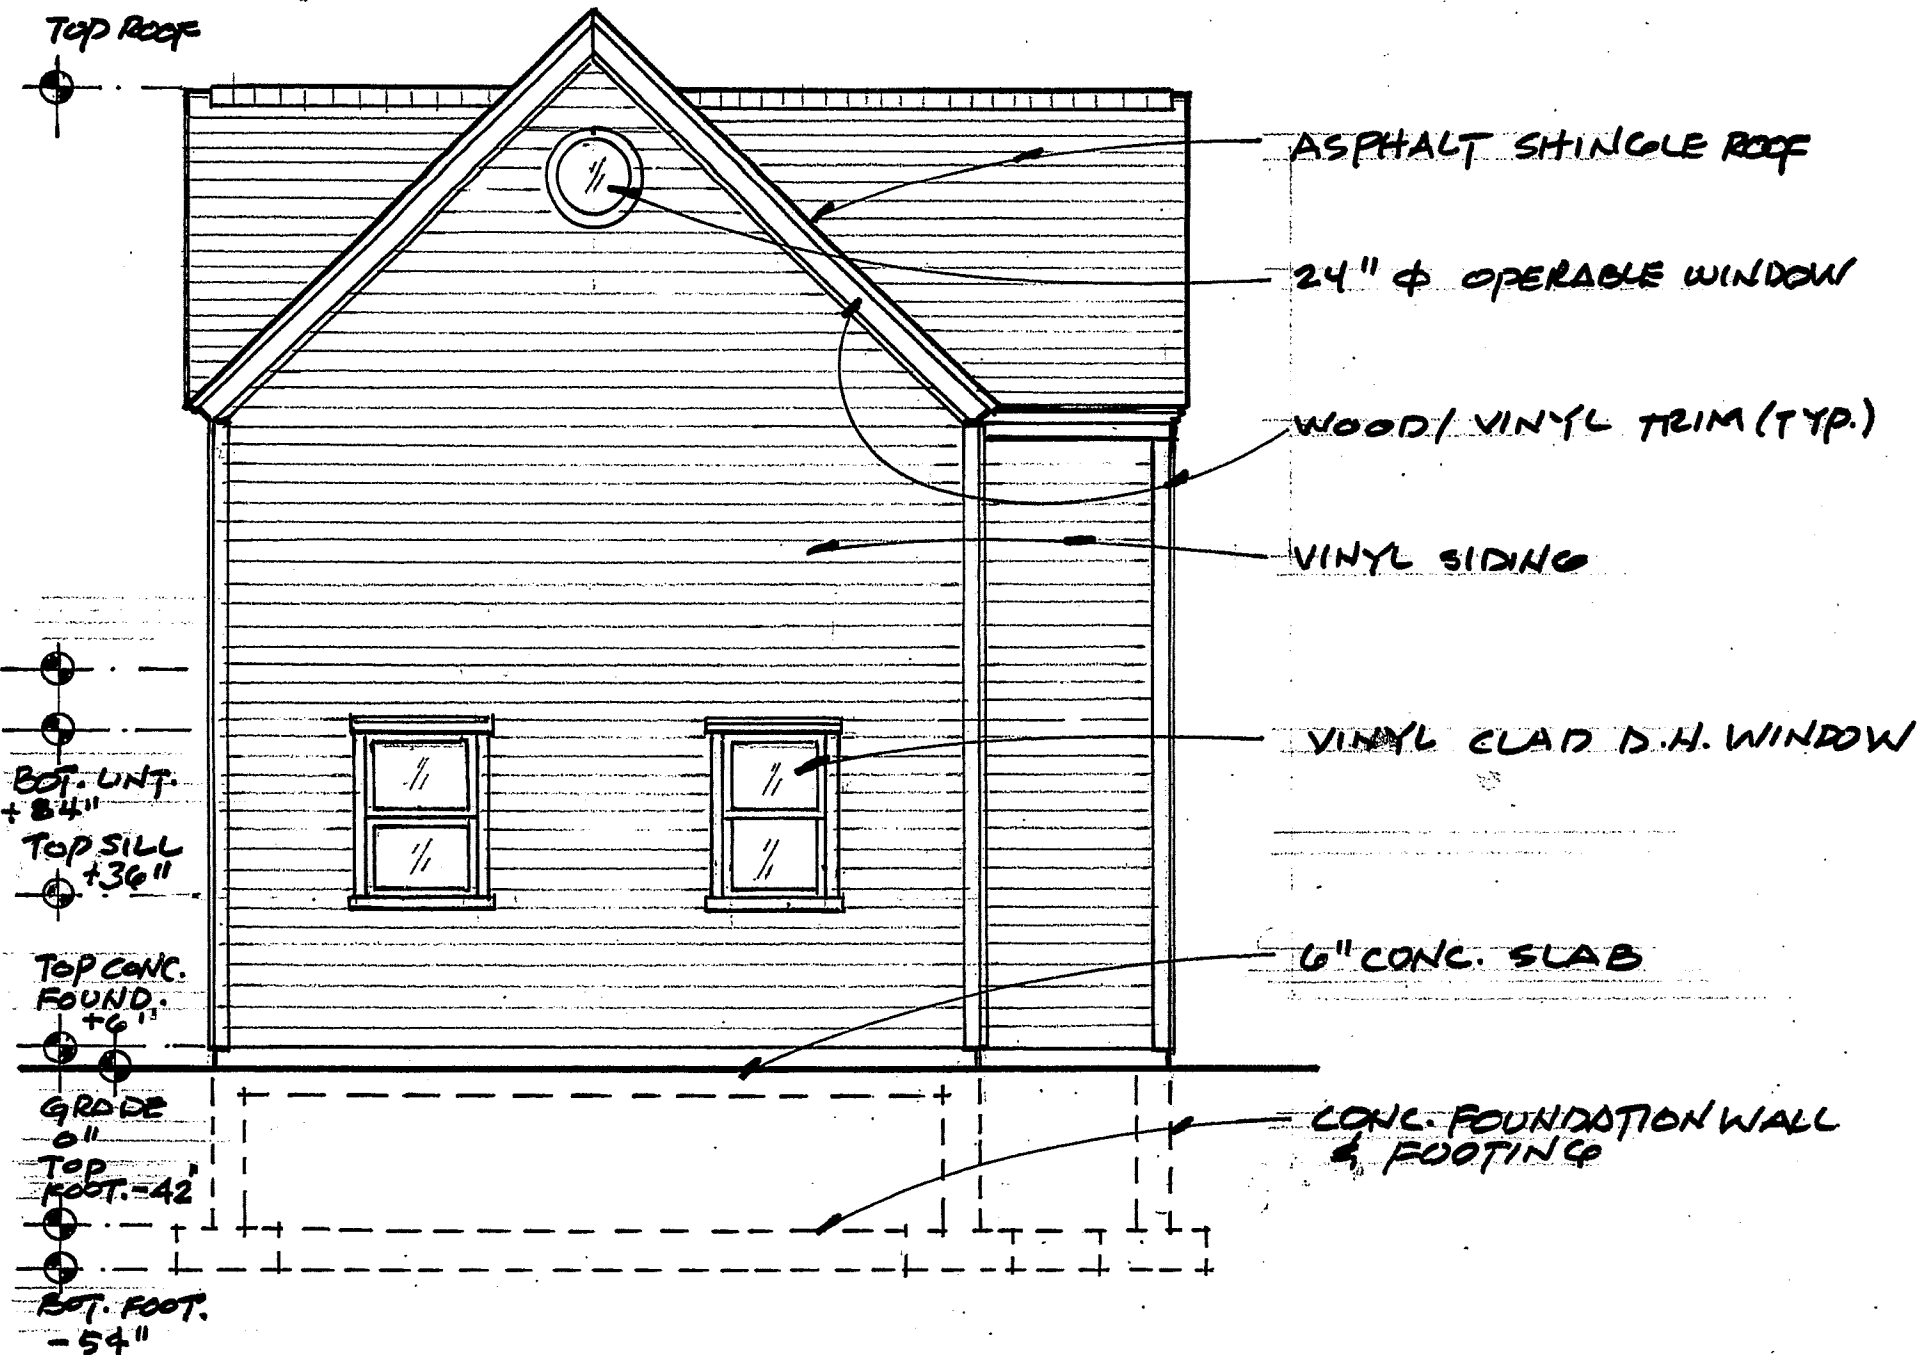 TOP ROOF
ASPHALT SHINGLE ROOF
24" ⌀ OPERABLE WINDOW
WOOD/ VINYL TRIM (TYP.)
VINYL SIDING
VINYL CLAD D.H. WINDOW
BOT. LINT.
+84"
TOP SILL
+36"
6" CONC. SLAB
TOP CONC.
FOUND.
+6"
GRADE
0"
TOP
FOOT. -42"
CONC. FOUNDATION WALL
& FOOTING
BOT. FOOT.
-54"